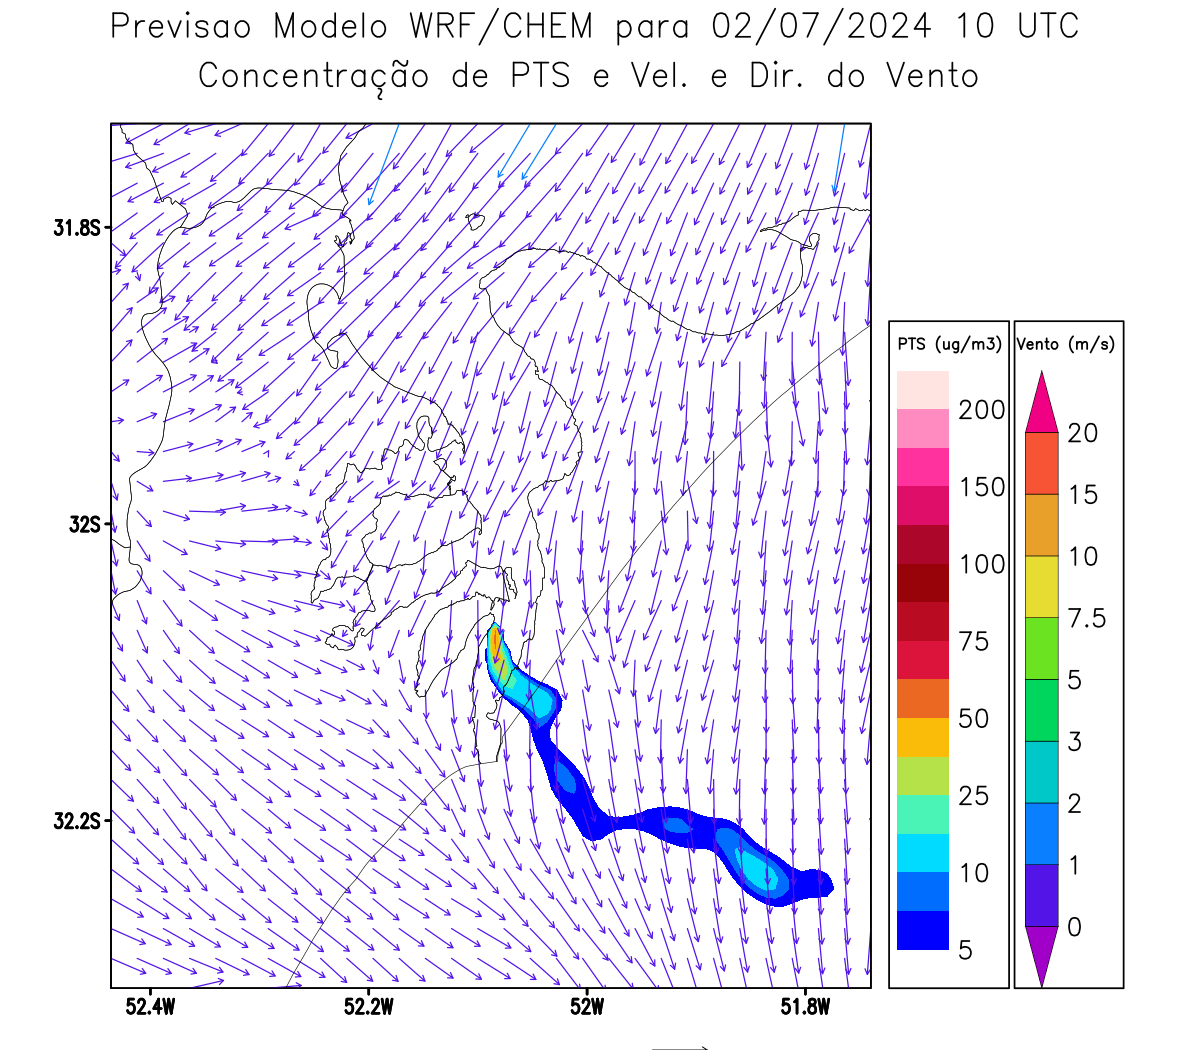 Previsao Modelo WRF/CHEM para 02/07/2024 10 UTC
Concentração de PTS e Vel. e Dir. do Vento
31.8S
32S
32.2S
52.4W
52.2W
52W
51.8W
PTS (ug/m3)
200
150
100
75
50
25
10
5
Vento (m/s)
20
15
10
7.5
5
3
2
1
0